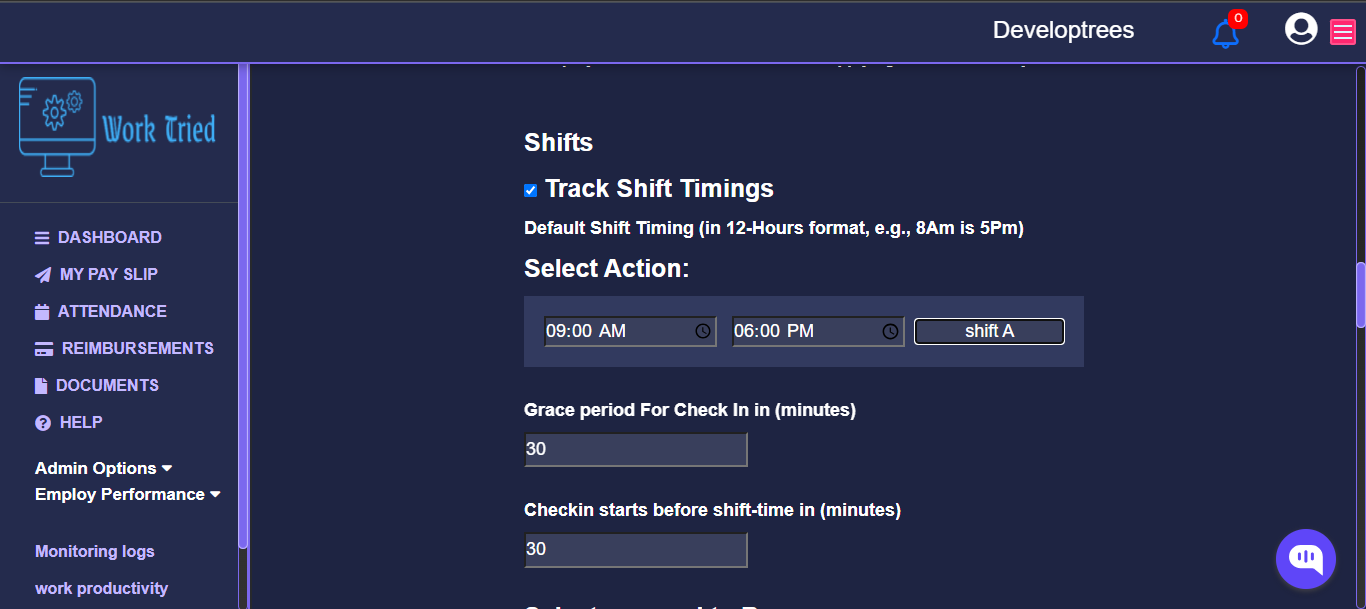 Developtrees
0
Work Tried
DASHBOARD
MY PAY SLIP
ATTENDANCE
REIMBURSEMENTS
DOCUMENTS
HELP
Admin Options
Employ Performance
Monitoring logs
work productivity
Shifts
Track Shift Timings
Default Shift Timing (in 12-Hours format, e.g., 8Am is 5Pm)
Select Action:
09:00 AM 06:00 PM shift A
Grace period For Check In in (minutes)
30
Checkin starts before shift-time in (minutes)
30